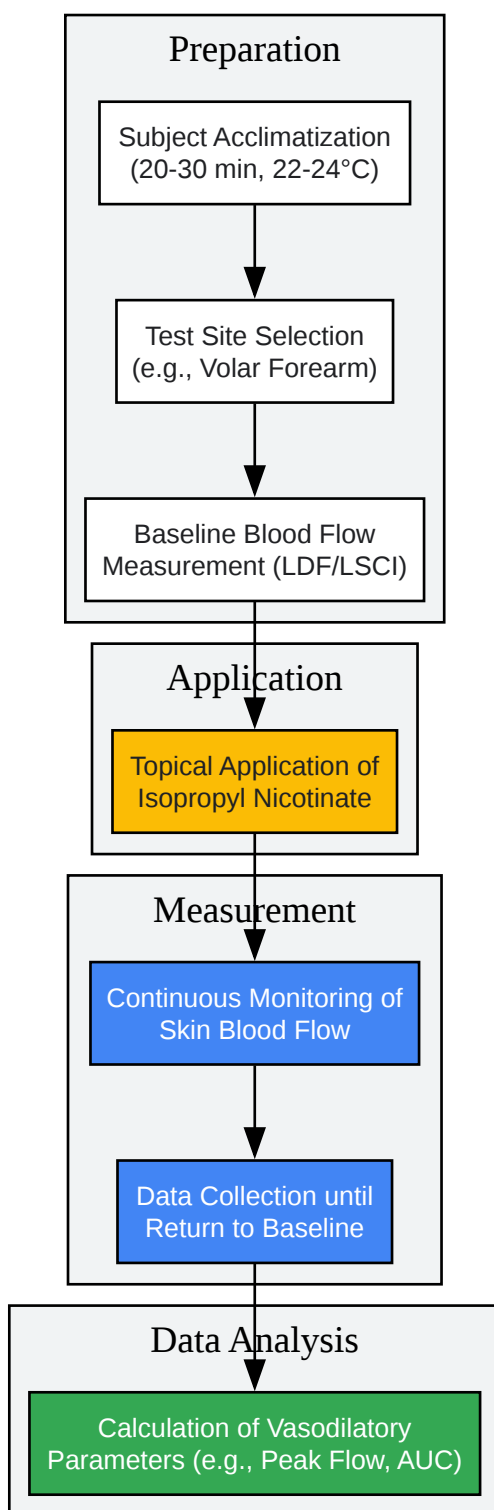 Preparation
Subject Acclimatization
(20-30 min, 22-24°C)
Test Site Selection
(e.g., Volar Forearm)
Baseline Blood Flow
Measurement (LDF/LSCI)
Application
Topical Application of
Isopropyl Nicotinate
Measurement
Continuous Monitoring of
Skin Blood Flow
Data Collection until
Return to Baseline
Data Analysis
Calculation of Vasodilatory
Parameters (e.g., Peak Flow, AUC)